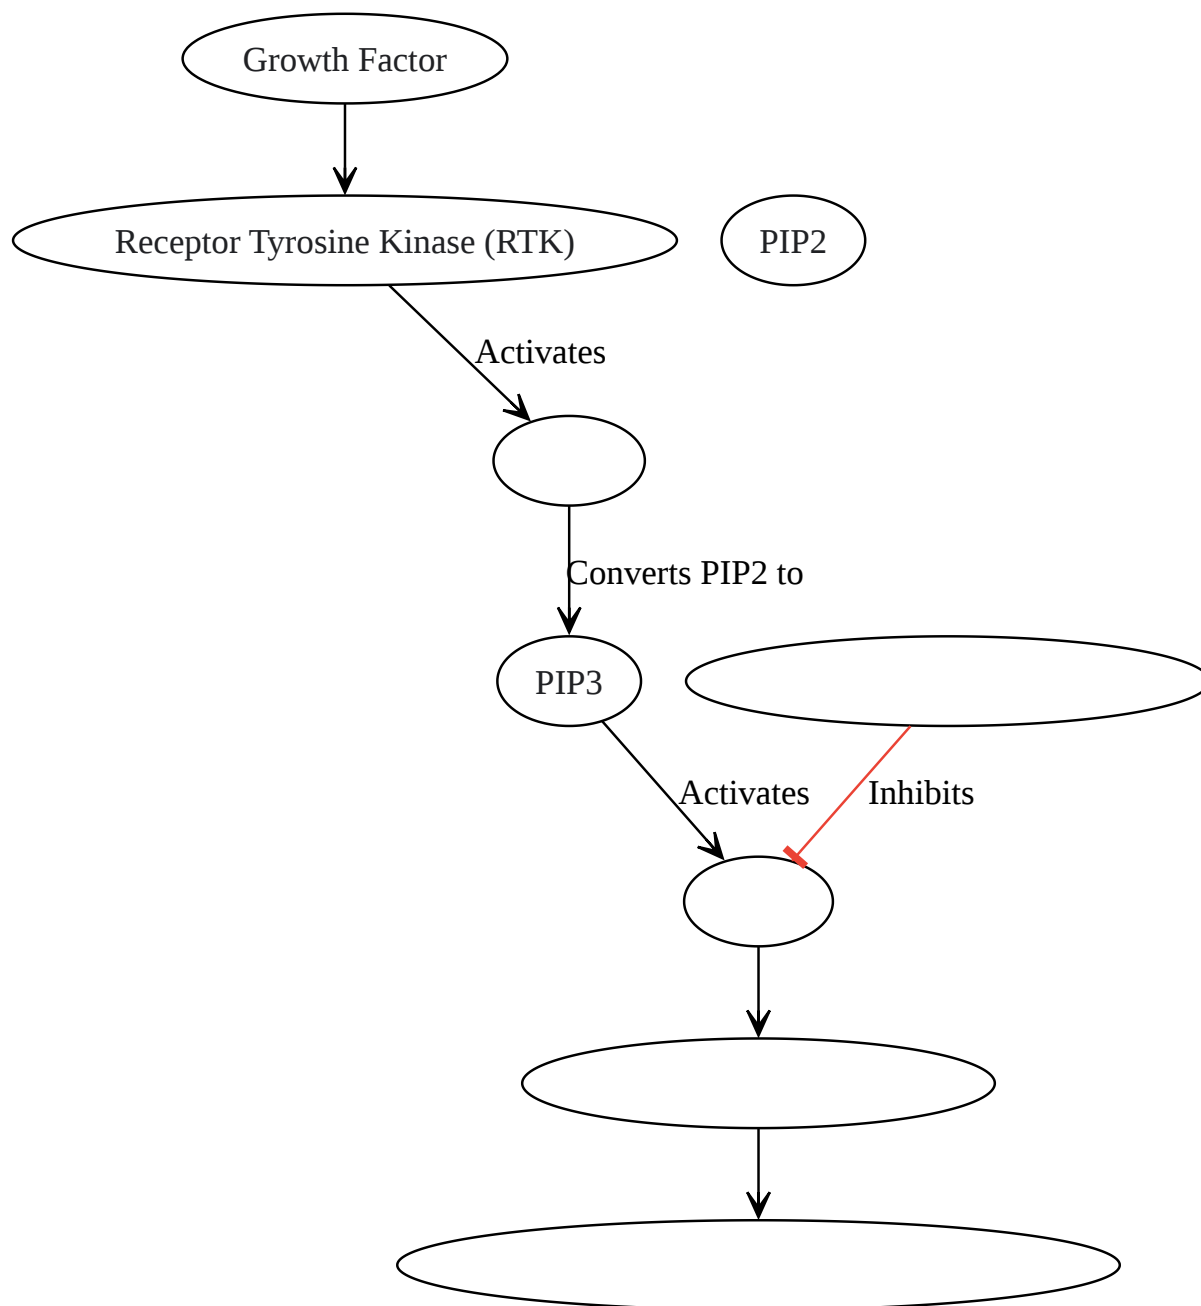 Growth Factor
Receptor Tyrosine Kinase (RTK)
PIP2
Activates
Converts PIP2 to
PIP3
Activates
Inhibits